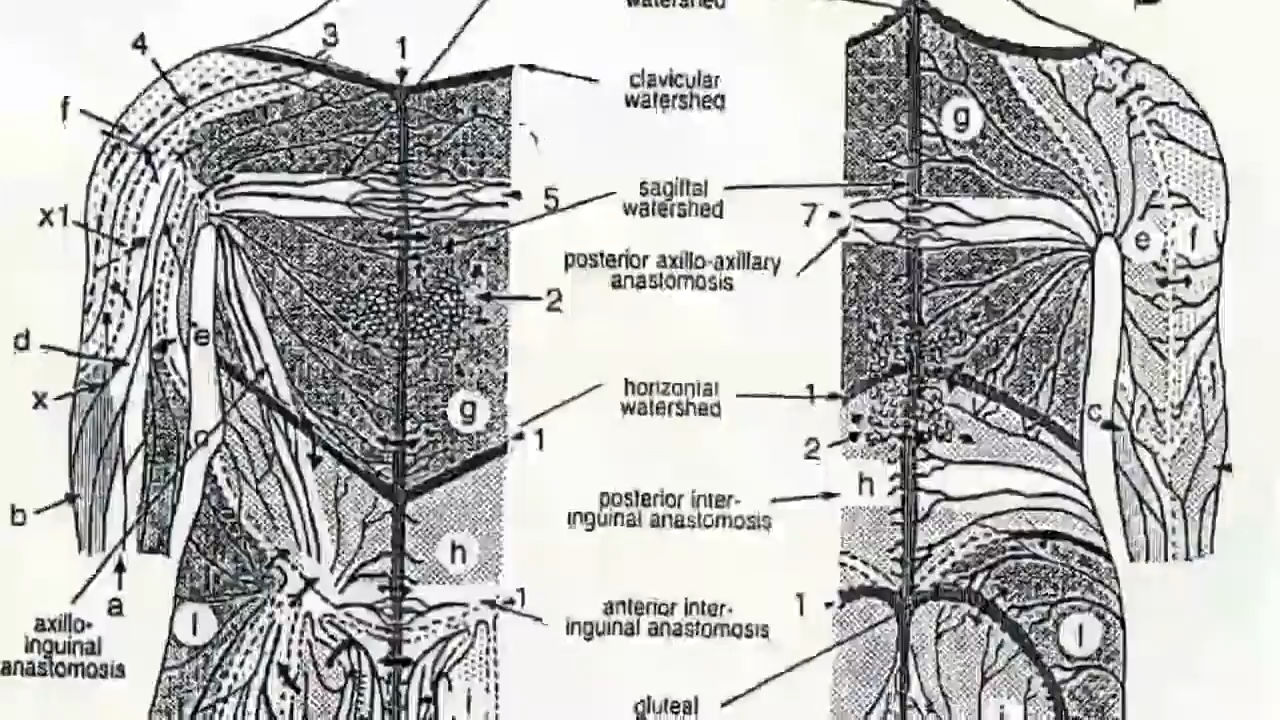 watershed
4
3
1
clavicular
watershed
f
g
x1
5
sagittal
watershed
7
e
f
posterior axillo-axillary
anastomosis
2
d
e
x
g
horizontal
watershed
1
c
c
1
2
b
posterior inter-
inguinal anastomosis
h
h
a
1
anterior inter-
inguinal anastomosis
1
axillo-
inguinal
anastomosis
i
i
gluteal